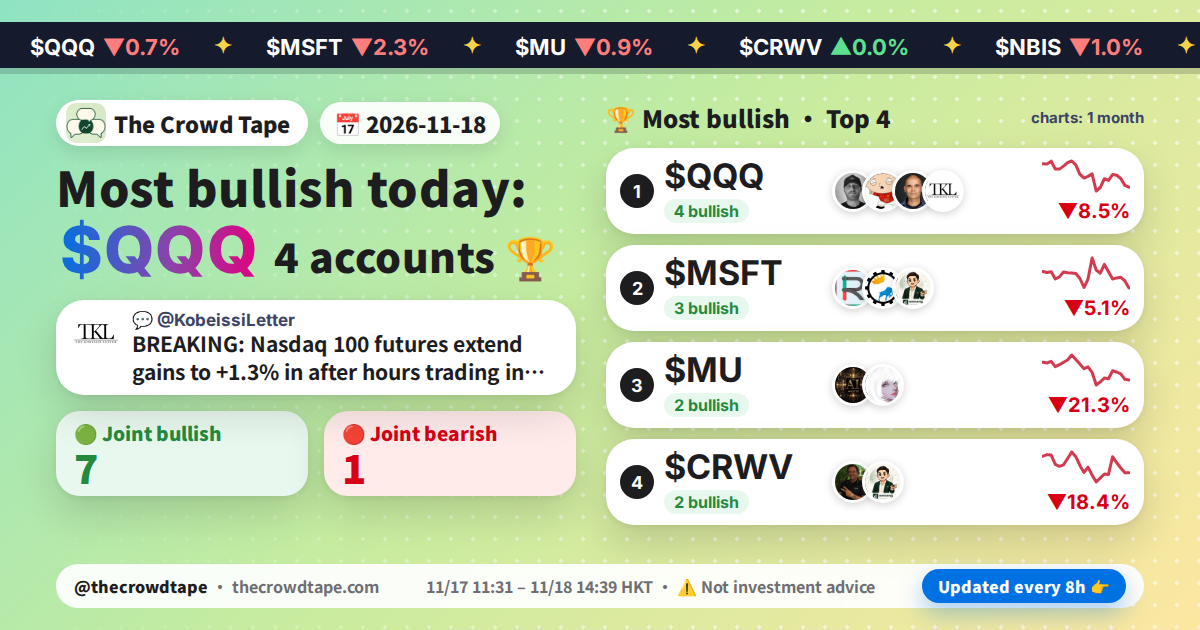 $QQQ ▼0.7% ✦ $MSFT ▼2.3% ✦ $MU ▼0.9% ✦ $CRWV ▲0.0% ✦ $NBIS ▼1.0% ✦
The Crowd Tape
📅 2026-11-18
Most bullish today:
$QQQ 4 accounts 🏆
TKL
💬 @KobeissiLetter
BREAKING: Nasdaq 100 futures extend
gains to +1.3% in after hours trading in…
🟢 Joint bullish
7
🔴 Joint bearish
1
🏆 Most bullish • Top 4
charts: 1 month
1
$QQQ
4 bullish
TKL
▼8.5%
2
$MSFT
3 bullish
R
▼5.1%
3
$MU
2 bullish
▼21.3%
4
$CRWV
2 bullish
▼18.4%
@thecrowdtape • thecrowdtape.com
11/17 11:31 – 11/18 14:39 HKT • ⚠️ Not investment advice
Updated every 8h 👉